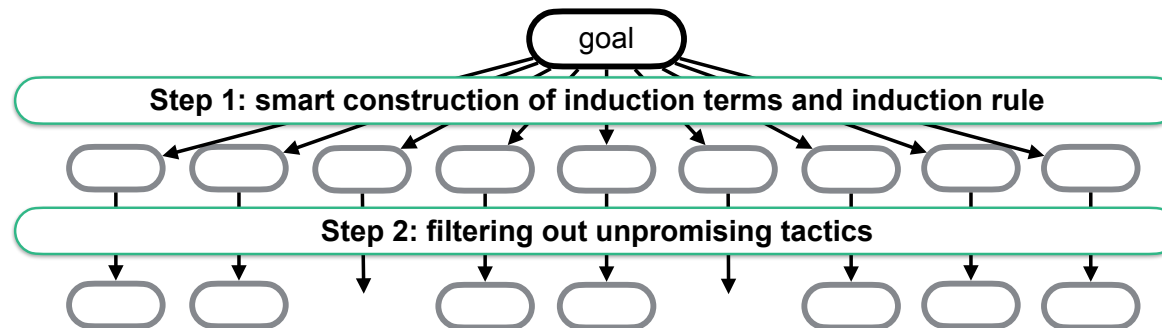 goal
Step 1: smart construction of induction terms and induction rule
Step 2: filtering out unpromising tactics